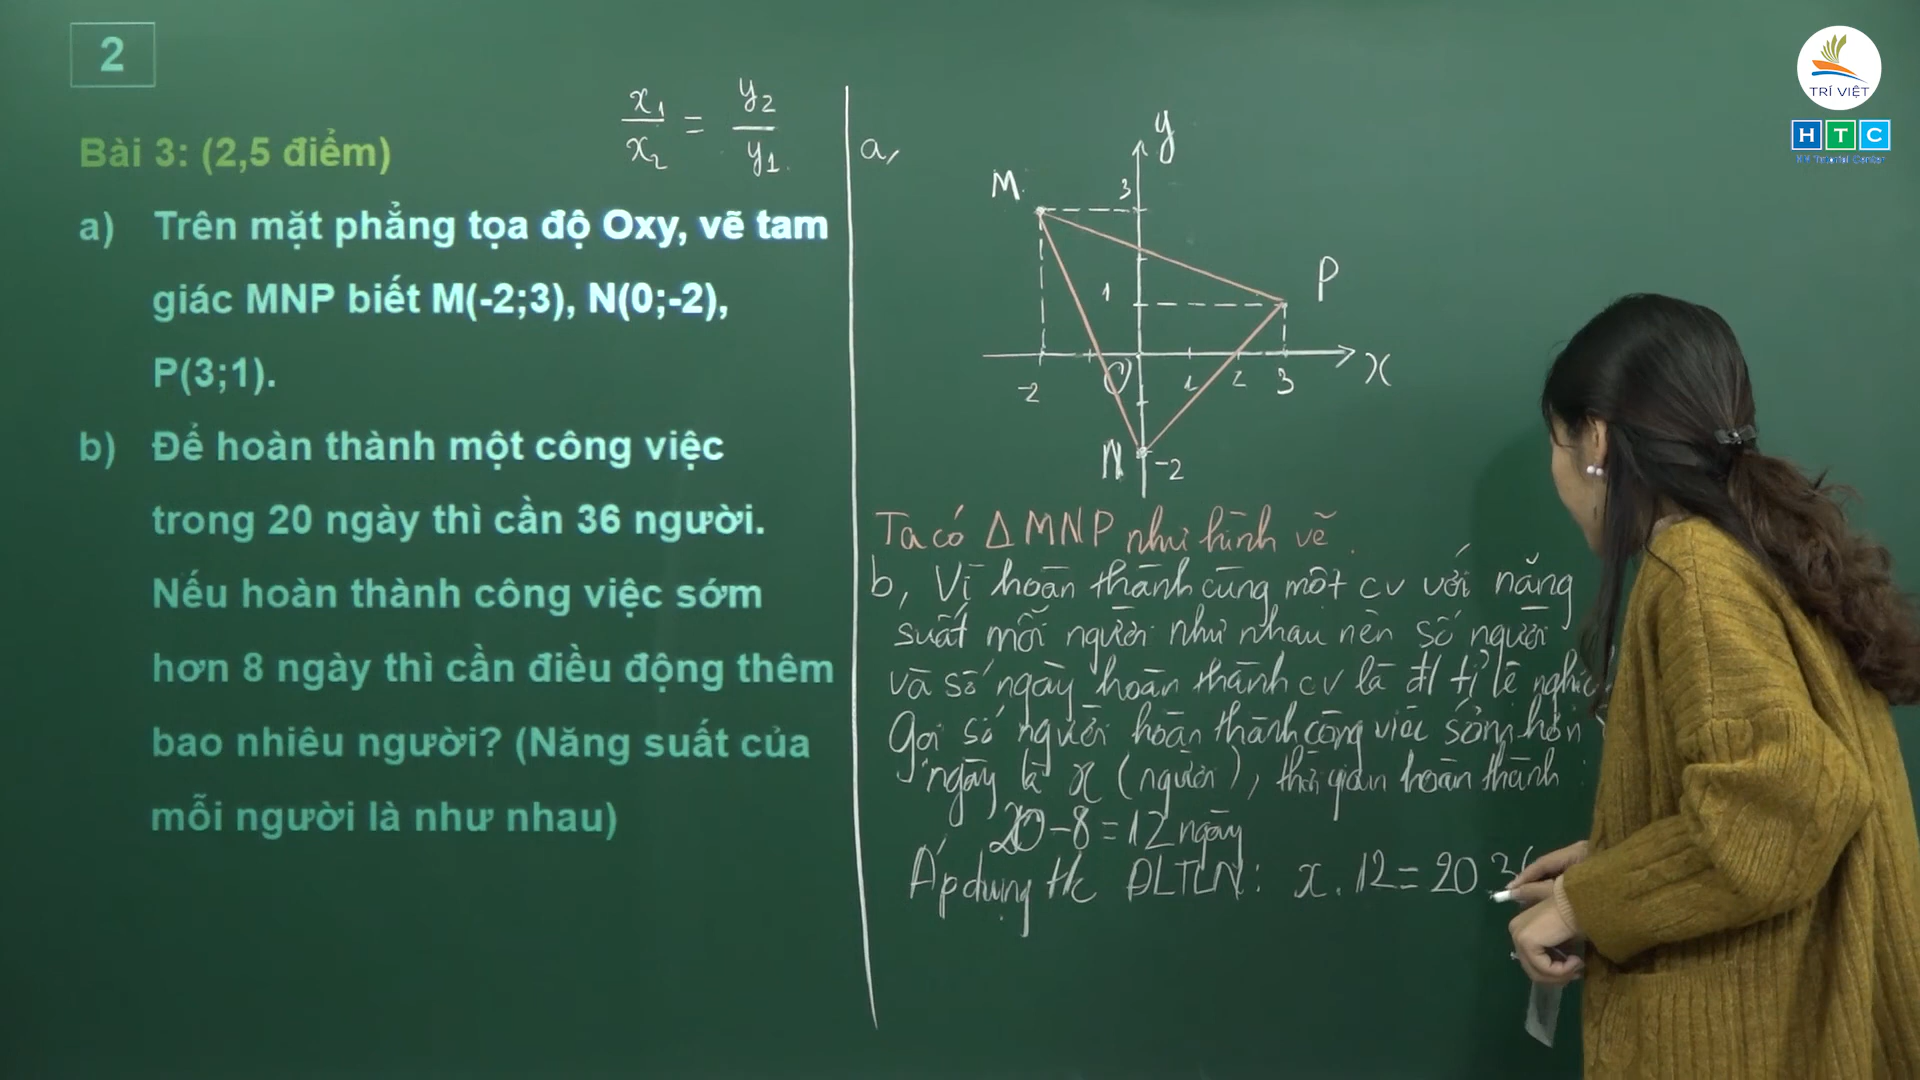 2
Bài 3: (2,5 điểm)
a) Trên mặt phẳng tọa độ Oxy, vẽ tam
giác MNP biết M(-2;3), N(0;-2),
P(3;1).
b) Để hoàn thành một công việc
trong 20 ngày thì cần 36 người.
Nếu hoàn thành công việc sớm
hơn 8 ngày thì cần điều động thêm
bao nhiêu người? (Năng suất của
mỗi người là như nhau)
x₁/x₂ = y₂/y₁
a,
y
M
3
P
1
O 1 2 3 x
-2
N -2
Ta có Δ MNP như hình vẽ.
b, Vì hoàn thành cùng một cv với năng
suất mỗi người như nhau nên số người
và số ngày hoàn thành cv là đl tỉ lệ
Gọi số người hoàn thành công việc sớm hơn
ngày là x (người), thời gian hoàn thành:
20-8=12 ngày
Áp dụng t/c ĐLTLN: x.12=20
TRÍ VIỆT
HTC